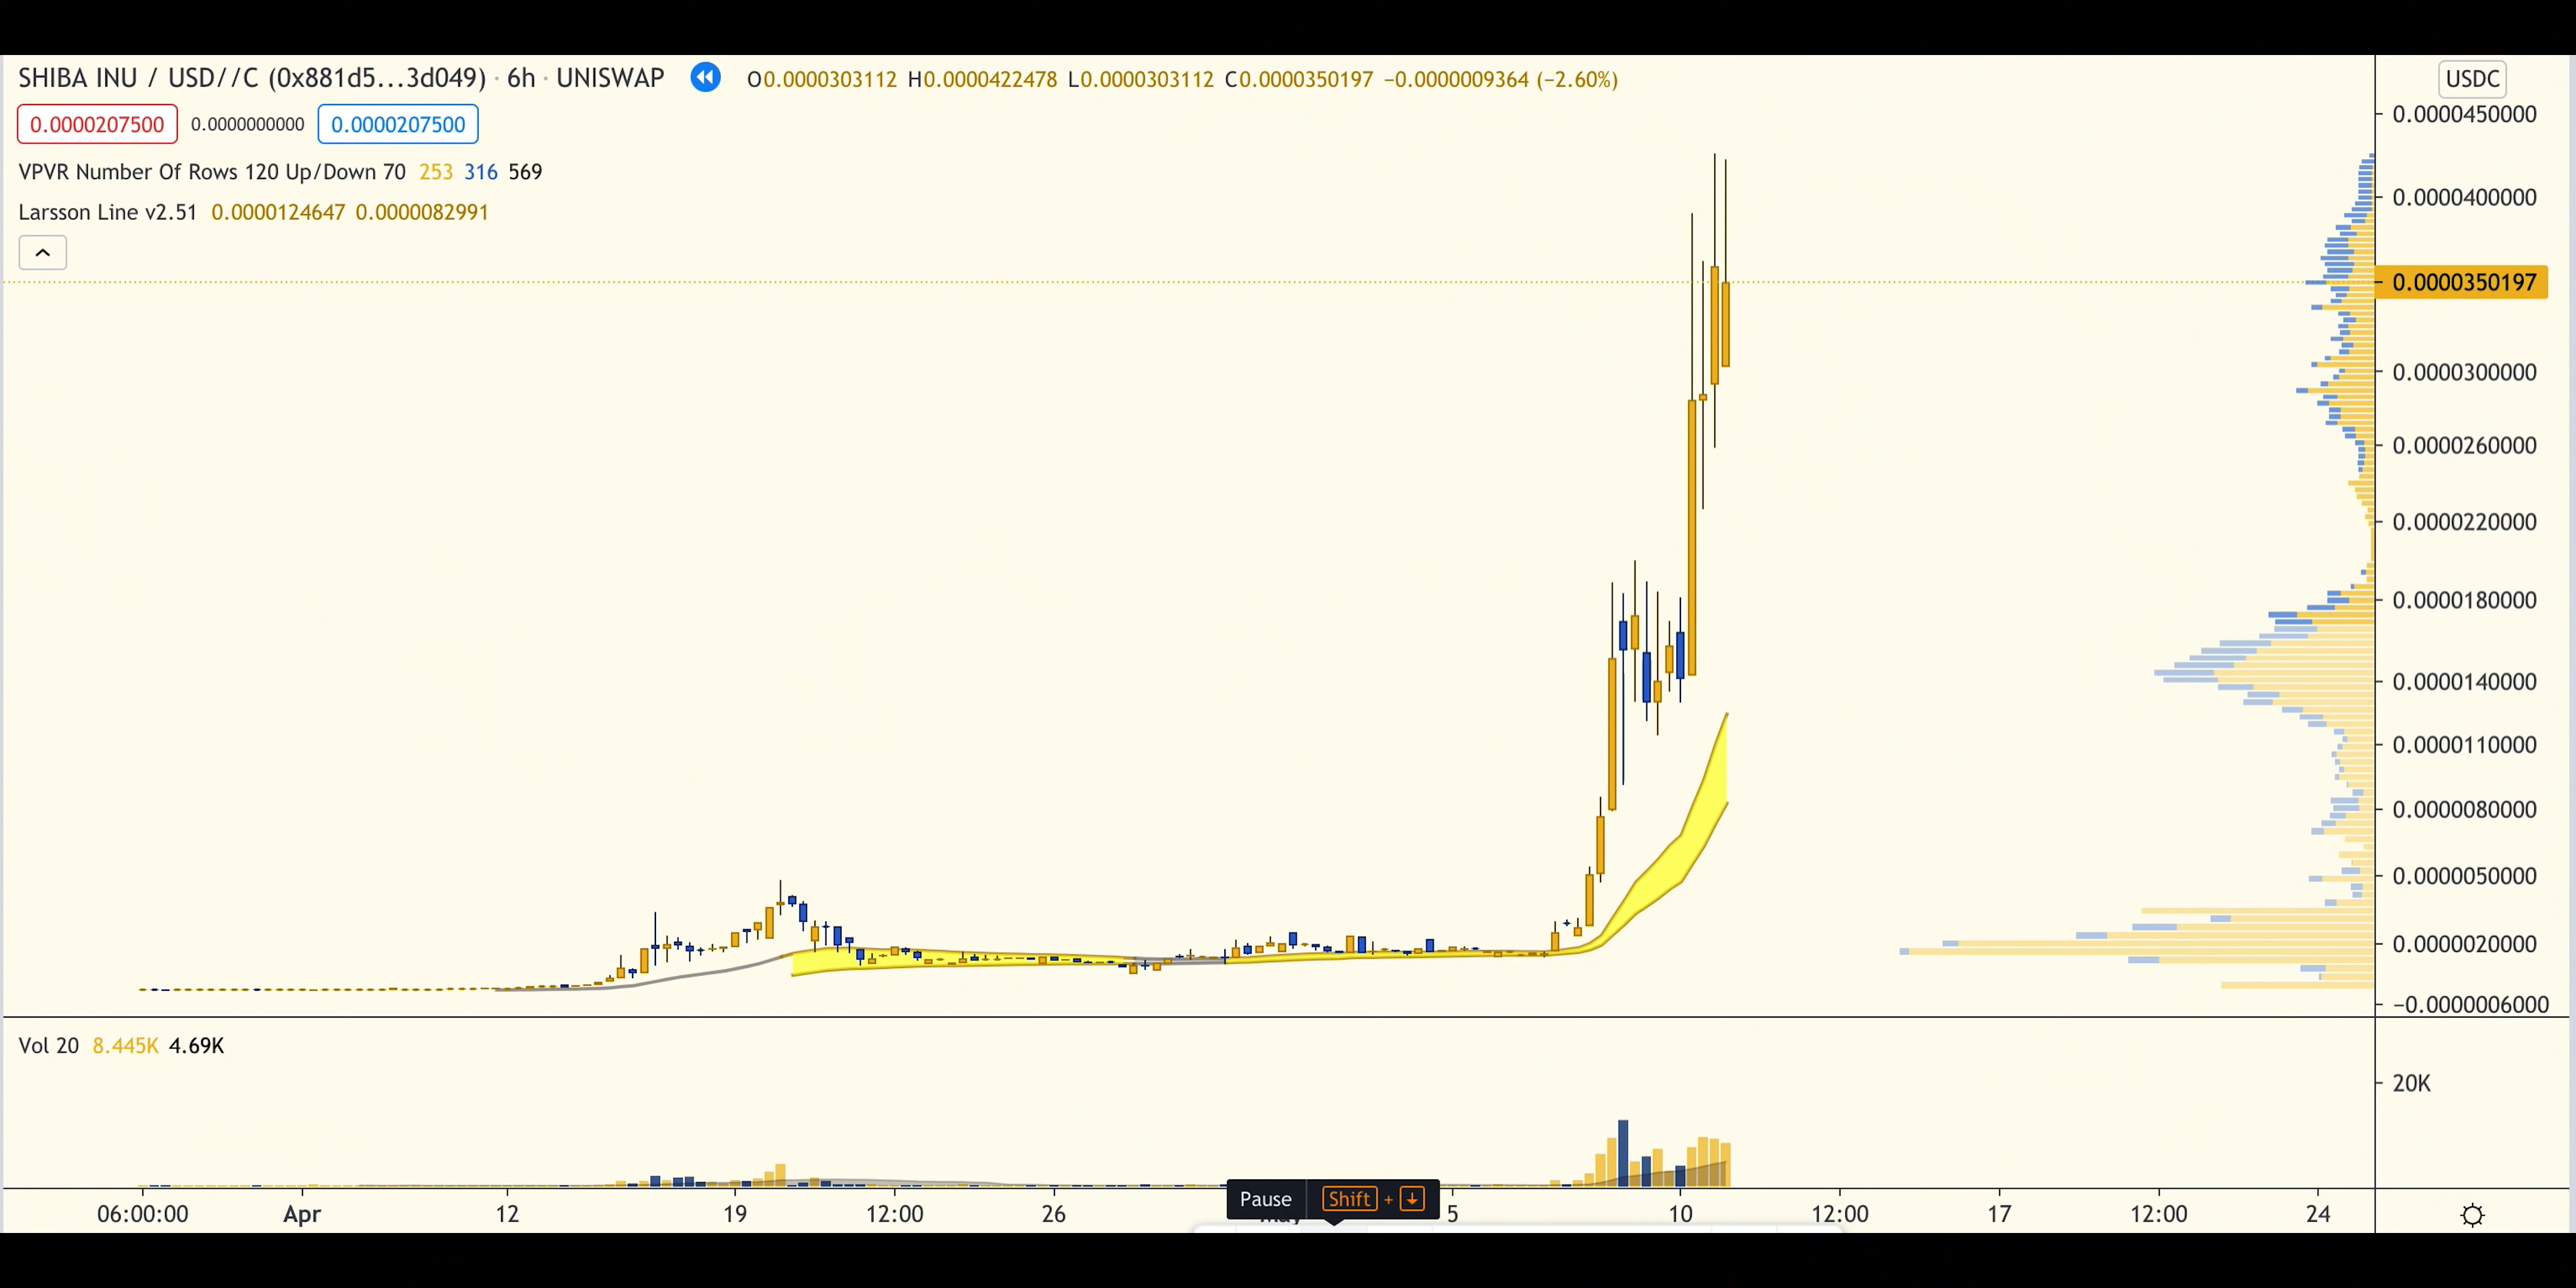 SHIBA INU / USD//C (0x881d5...3d049) · 6h · UNISWAP O0.0000303112 H0.0000422478 L0.0000303112 C0.0000350197 −0.0000009364 (−2.60%) USDC
0.0000207500 0.0000000000 0.0000207500
VPVR Number Of Rows 120 Up/Down 70 253 316 569
Larsson Line v2.51 0.0000124647 0.0000082991
0.0000450000
0.0000400000
0.0000350197
0.0000300000
0.0000260000
0.0000220000
0.0000180000
0.0000140000
0.0000110000
0.0000080000
0.0000050000
0.0000020000
−0.0000006000
Vol 20 8.445K 4.69K
20K
Pause Shift + ↓
06:00:00 Apr 12 19 12:00 26 5 10 12:00 17 12:00 24